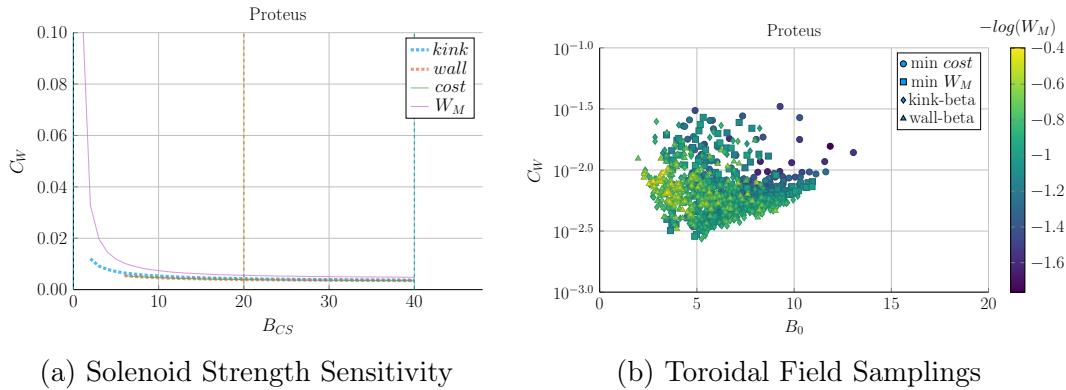 Proteus
C_W
0.10
0.08
0.06
0.04
0.02
0.00
0
10
20
30
40
B_{CS}
kink
wall
cost
W_M
(a) Solenoid Strength Sensitivity
Proteus
C_W
10^{-1.0}
10^{-1.5}
10^{-2.0}
10^{-2.5}
10^{-3.0}
0
5
10
15
20
B_0
min cost
min W_M
kink-beta
wall-beta
−log(W_M)
−0.4
−0.6
−0.8
−1
−1.2
−1.4
−1.6
(b) Toroidal Field Samplings